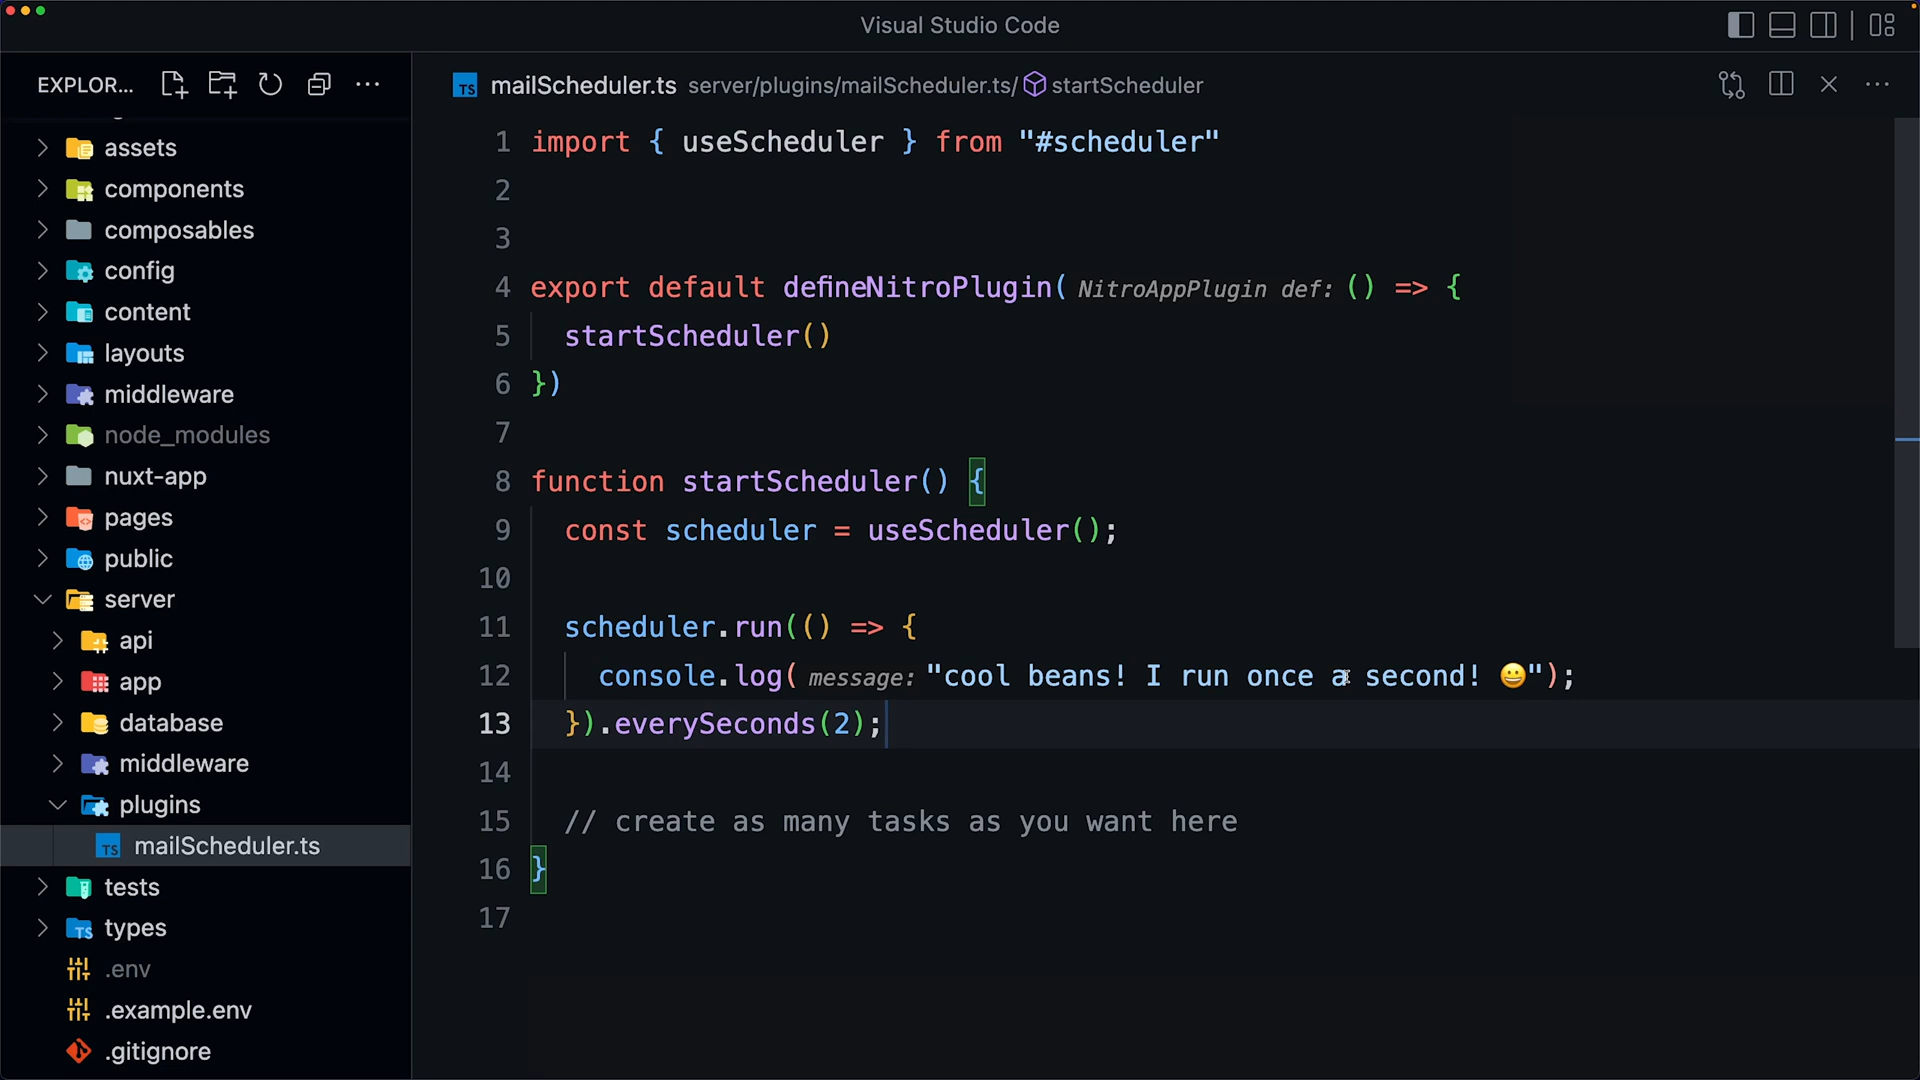 Visual Studio Code
EXPLOR...
assets
components
composables
config
content
layouts
middleware
node_modules
nuxt-app
pages
public
server
api
app
database
middleware
plugins
TS mailScheduler.ts
tests
TS types
.env
.example.env
.gitignore
TS mailScheduler.ts server/plugins/mailScheduler.ts/ startScheduler
1 import { useScheduler } from "#scheduler"
2
3
4 export default defineNitroPlugin( NitroAppPlugin def: () => {
5 startScheduler()
6 })
7
8 function startScheduler() {
9 const scheduler = useScheduler();
10
11 scheduler.run(() => {
12 console.log( message: "cool beans! I run once a second! 😀");
13 }).everySeconds(2);
14
15 // create as many tasks as you want here
16 }
17